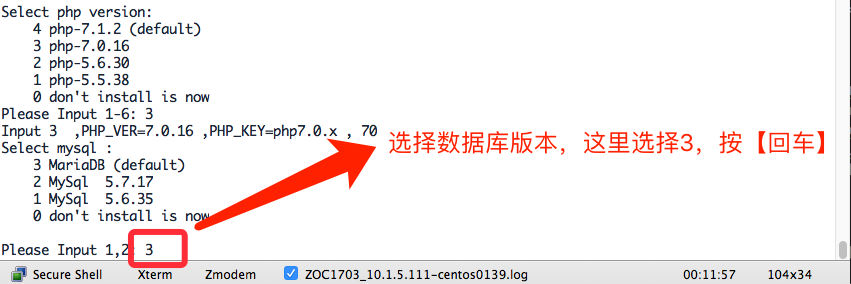 Select php version:
4 php-7.1.2 (default)
3 php-7.0.16
2 php-5.6.30
1 php-5.5.38
0 don't install is now
Please Input 1-6: 3
Input 3  ,PHP_VER=7.0.16 ,PHP_KEY=php7.0.x , 70
选择数据库版本，这里选择3，按【回车】
Select mysql :
3 MariaDB (default)
2 MySql  5.7.17
1 MySql  5.6.35
0 don't install is now
Please Input 1,2: 3
Secure Shell Xterm Zmodem ZOC1703_10.1.5.111-centos0139.log 00:11:57 104x34